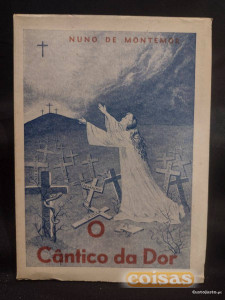 NUNO DE MONTEMOR
O
Cântico da Dor
coisas